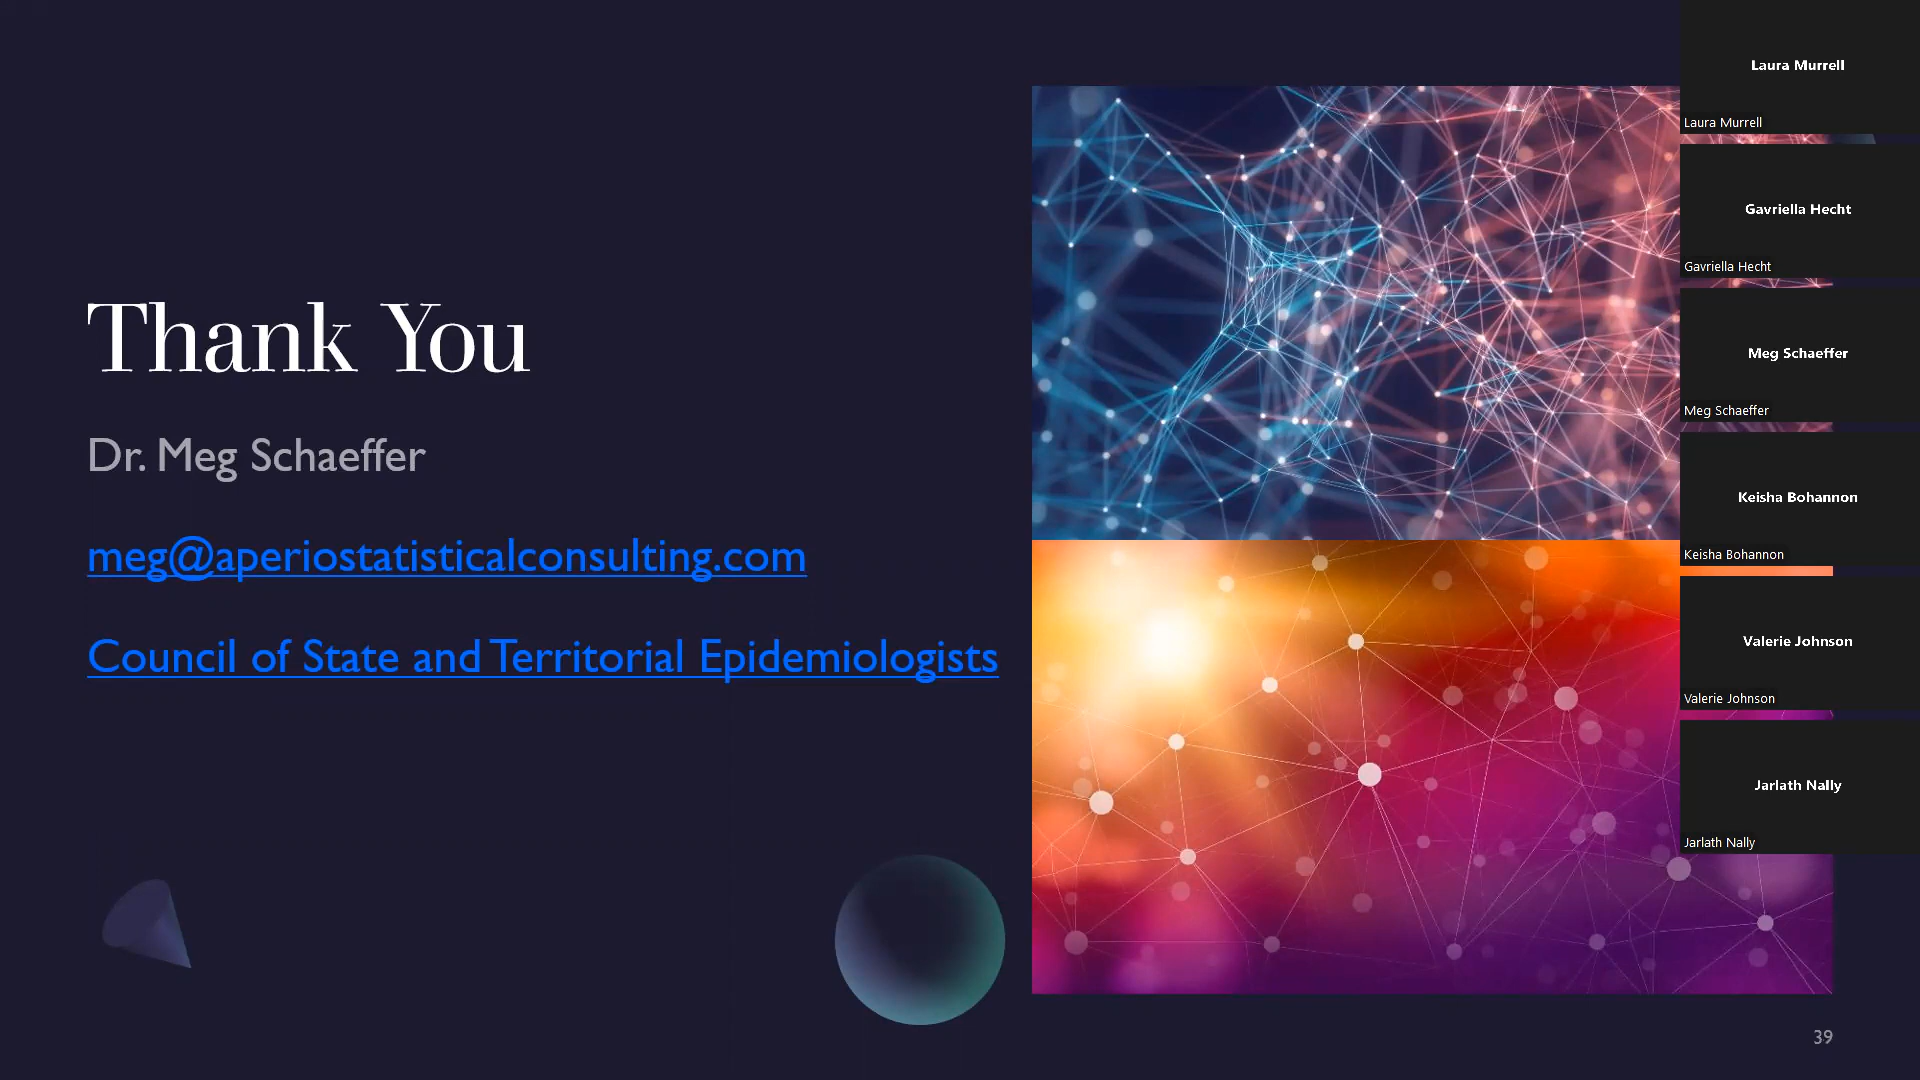 Thank You
Dr. Meg Schaeffer
meg@aperiostatisticalconsulting.com
Council of State and Territorial Epidemiologists
Laura Murrell
Laura Murrell
Gavriella Hecht
Gavriella Hecht
Meg Schaeffer
Meg Schaeffer
Keisha Bohannon
Keisha Bohannon
Valerie Johnson
Valerie Johnson
Jarlath Nally
Jarlath Nally
39